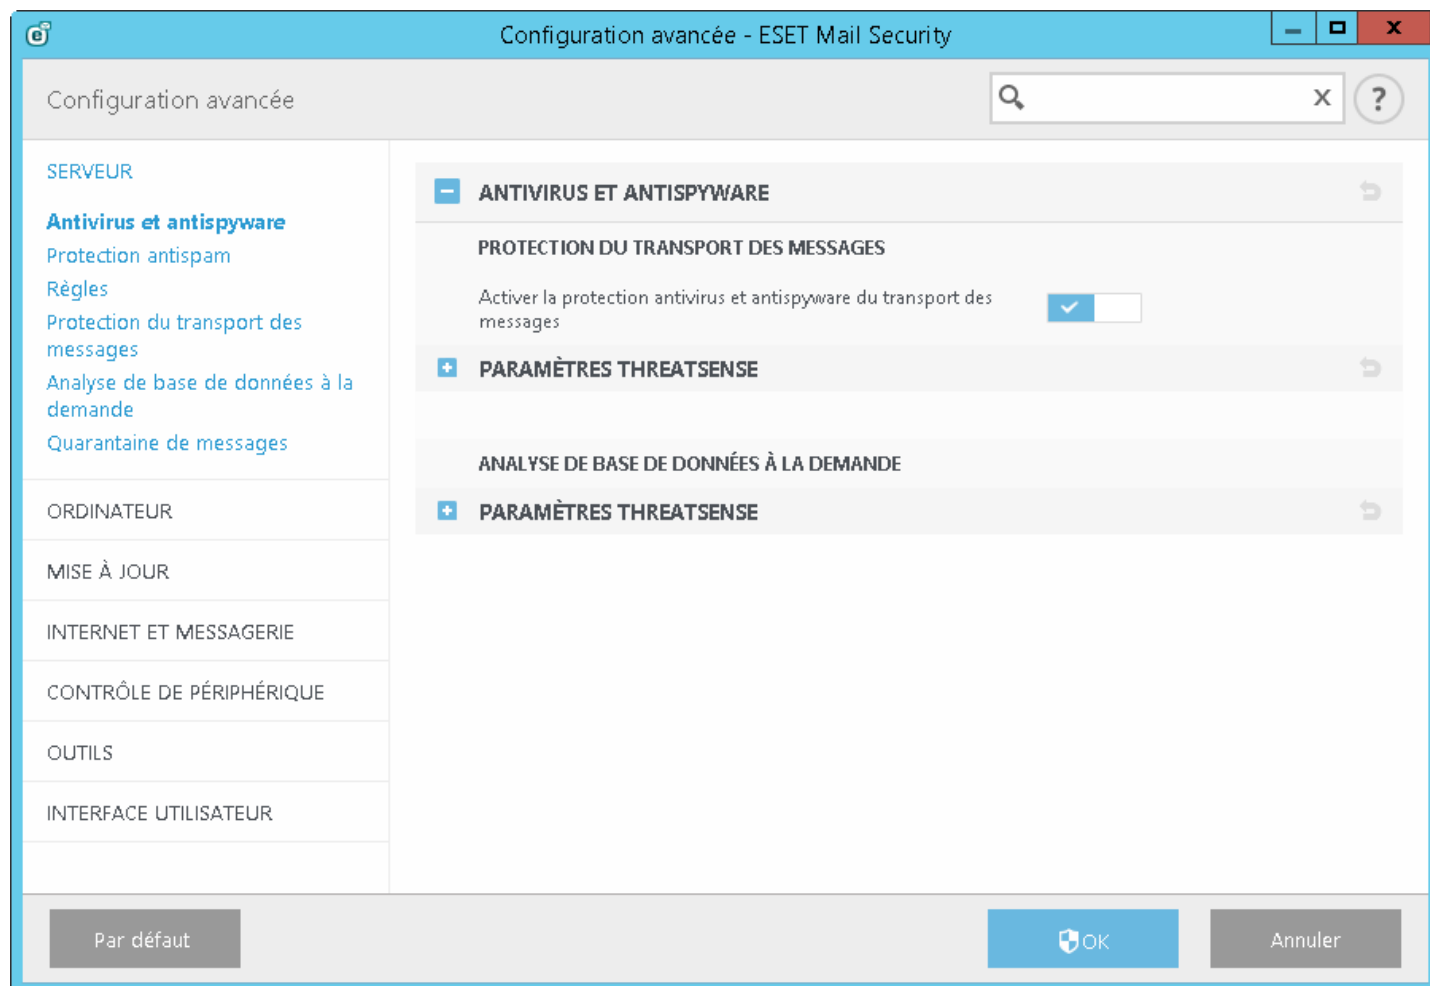 Configuration avancée - ESET Mail Security
Configuration avancée
SERVEUR
Antivirus et antispyware
Protection antispam
Règles
Protection du transport des
messages
Analyse de base de données à la
demande
Quarantaine de messages
ORDINATEUR
MISE À JOUR
INTERNET ET MESSAGERIE
CONTRÔLE DE PÉRIPHÉRIQUE
OUTILS
INTERFACE UTILISATEUR
ANTIVIRUS ET ANTISPYWARE
PROTECTION DU TRANSPORT DES MESSAGES
Activer la protection antivirus et antispyware du transport des
messages
PARAMÈTRES THREATSENSE
ANALYSE DE BASE DE DONNÉES À LA DEMANDE
PARAMÈTRES THREATSENSE
Par défaut
OK
Annuler